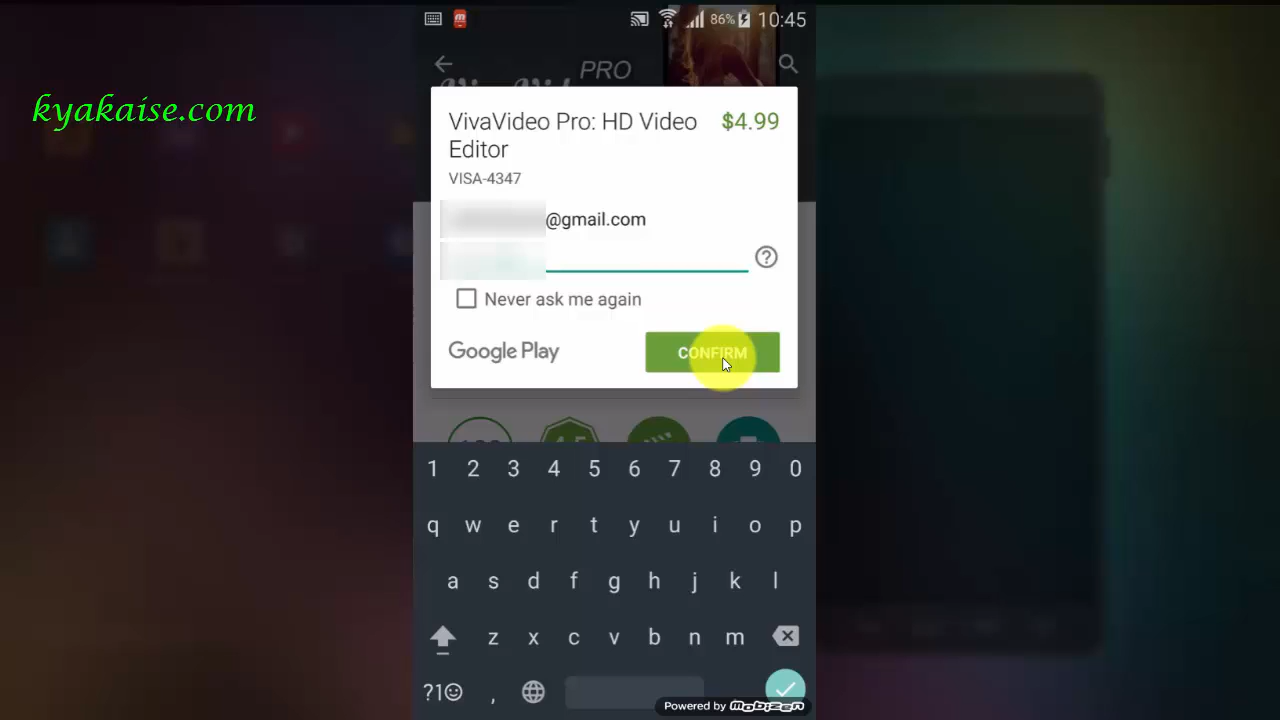 86% 10:45
PRO
kyakaise.com
VivaVideo Pro: HD Video $4.99
Editor
VISA-4347
@gmail.com
Never ask me again
Google Play CONFIRM
1 2 3 4 5 6 7 8 9 0
q w e r t y u i o p
a s d f g h j k l
z x c v b n m
?1☺ ,
Powered by Mobizen